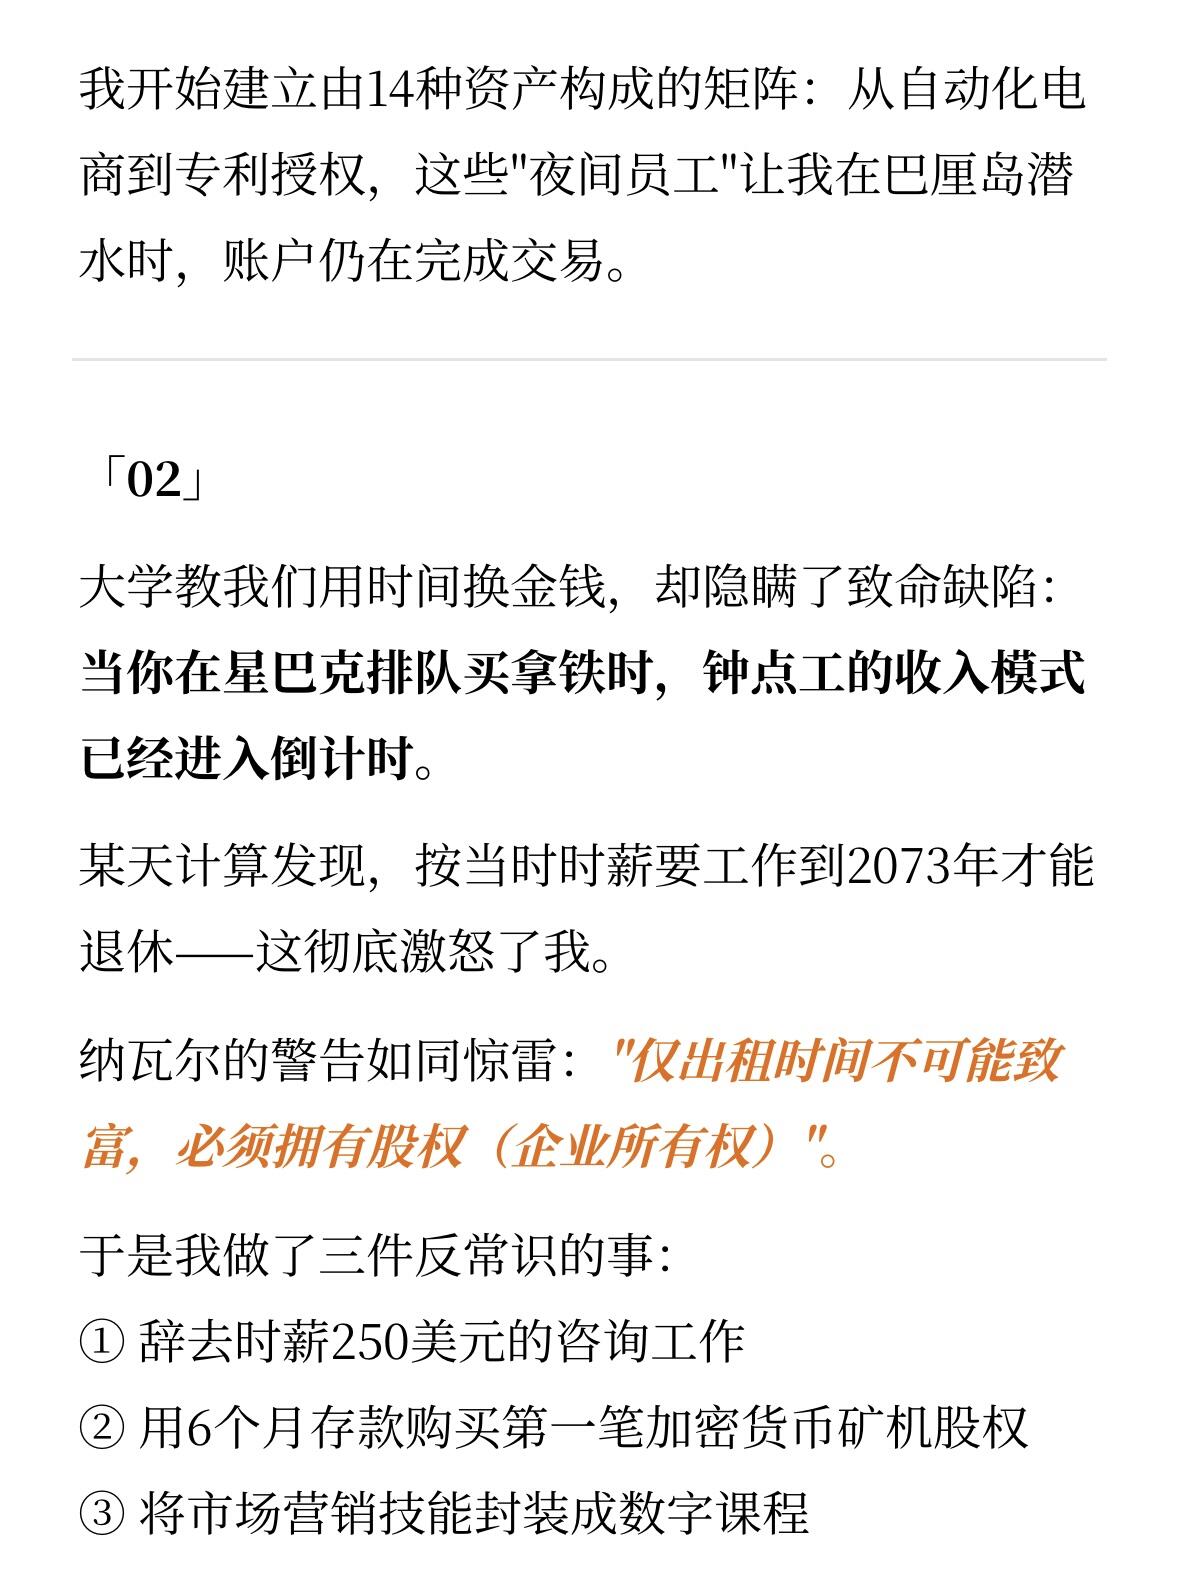 我开始建立由14种资产构成的矩阵：从自动化电
商到专利授权，这些"夜间员工"让我在巴厘岛潜
水时，账户仍在完成交易。
「02」
大学教我们用时间换金钱，却隐瞒了致命缺陷：
当你在星巴克排队买拿铁时，钟点工的收入模式
已经进入倒计时。
某天计算发现，按当时时薪要工作到2073年才能
退休——这彻底激怒了我。
纳瓦尔的警告如同惊雷："仅出租时间不可能致
富，必须拥有股权（企业所有权）"。
于是我做了三件反常识的事：
① 辞去时薪250美元的咨询工作
② 用6个月存款购买第一笔加密货币矿机股权
③ 将市场营销技能封装成数字课程